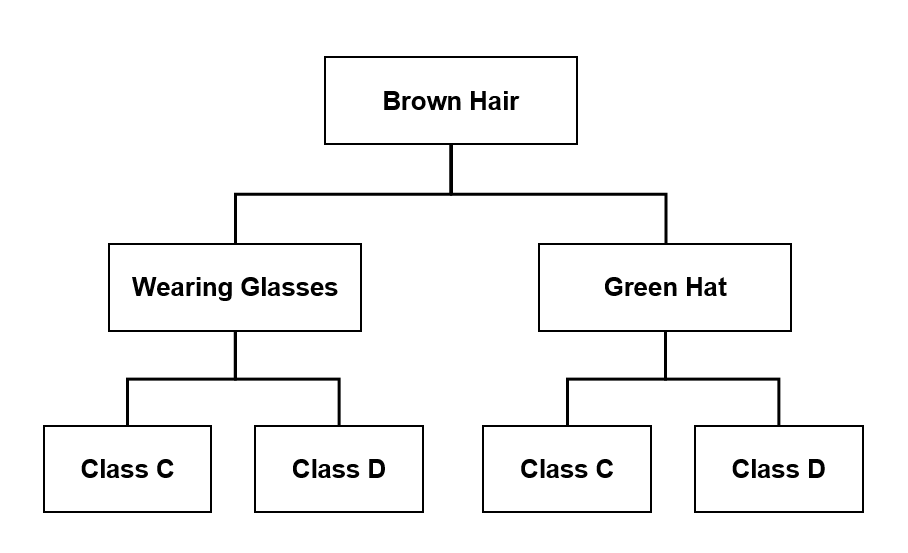 Brown Hair
Wearing Glasses
Green Hat
Class C
Class D
Class C
Class D